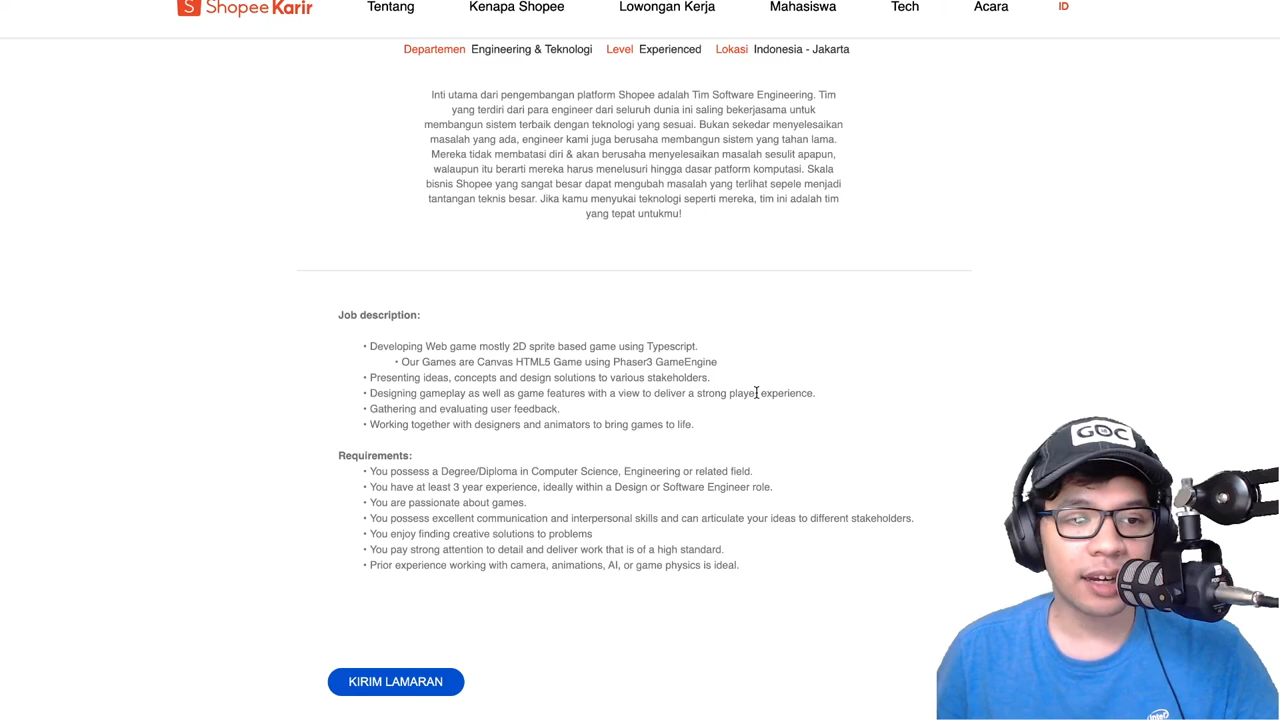 S ShopeeKarir Tentang Kenapa Shopee Lowongan Kerja Mahasiswa Tech Acara ID
Departemen Engineering & Teknologi Level Experienced Lokasi Indonesia - Jakarta
Inti utama dari pengembangan platform Shopee adalah Tim Software Engineering. Tim
yang terdiri dari para engineer dari seluruh dunia ini saling bekerjasama untuk
membangun sistem terbaik dengan teknologi yang sesuai. Bukan sekedar menyelesaikan
masalah yang ada, engineer kami juga berusaha membangun sistem yang tahan lama.
Mereka tidak membatasi diri & akan berusaha menyelesaikan masalah sesulit apapun,
walaupun itu berarti mereka harus menelusuri hingga dasar patform komputasi. Skala
bisnis Shopee yang sangat besar dapat mengubah masalah yang terlihat sepele menjadi
tantangan teknis besar. Jika kamu menyukai teknologi seperti mereka, tim ini adalah tim
yang tepat untukmu!
Job description:
• Developing Web game mostly 2D sprite based game using Typescript.
• Our Games are Canvas HTML5 Game using Phaser3 GameEngine
• Presenting ideas, concepts and design solutions to various stakeholders.
• Designing gameplay as well as game features with a view to deliver a strong player experience.
• Gathering and evaluating user feedback.
• Working together with designers and animators to bring games to life.
Requirements:
• You possess a Degree/Diploma in Computer Science, Engineering or related field.
• You have at least 3 year experience, ideally within a Design or Software Engineer role.
• You are passionate about games.
• You possess excellent communication and interpersonal skills and can articulate your ideas to different stakeholders.
• You enjoy finding creative solutions to problems
• You pay strong attention to detail and deliver work that is of a high standard.
• Prior experience working with camera, animations, AI, or game physics is ideal.
KIRIM LAMARAN
GOC
intel